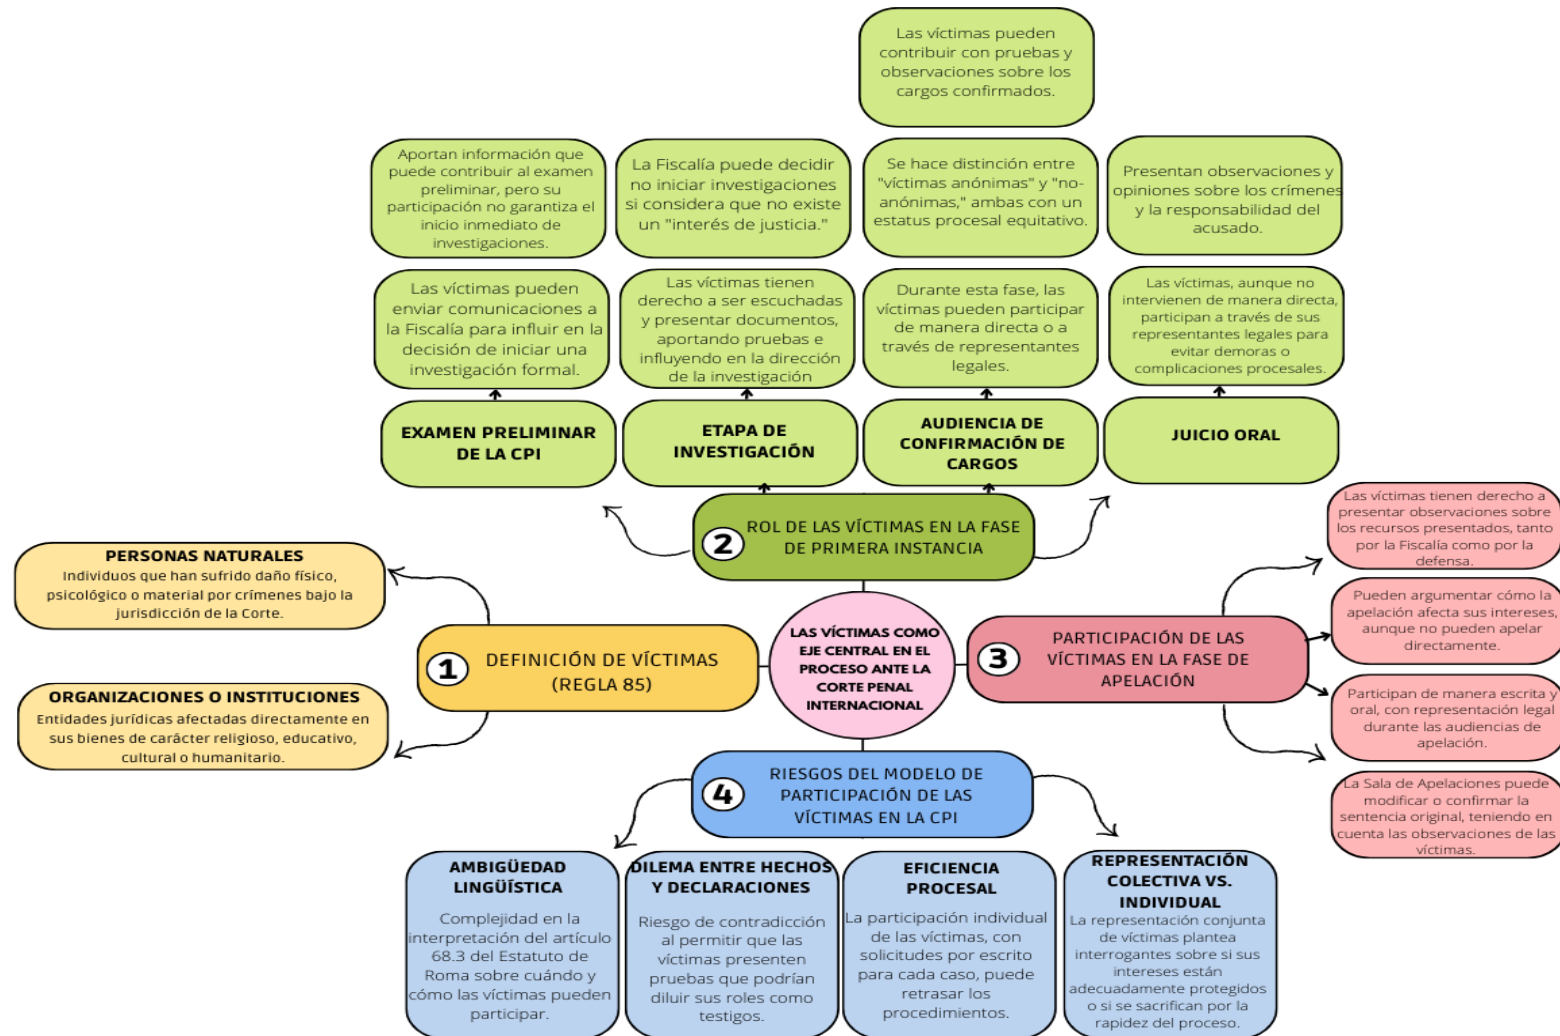 LAS VÍCTIMAS COMO
EJE CENTRAL EN EL
PROCESO ANTE LA
CORTE PENAL
INTERNACIONAL
1
DEFINICIÓN DE VÍCTIMAS
(REGLA 85)
PERSONAS NATURALES
Individuos que han sufrido daño físico,
psicológico o material por crímenes bajo la
jurisdicción de la Corte.
ORGANIZACIONES O INSTITUCIONES
Entidades jurídicas afectadas directamente en
sus bienes de carácter religioso, educativo,
cultural o humanitario.
2
ROL DE LAS VÍCTIMAS EN LA FASE
DE PRIMERA INSTANCIA
EXAMEN PRELIMINAR
DE LA CPI
Las víctimas pueden
enviar comunicaciones a
la Fiscalía para influir en la
decisión de iniciar una
investigación formal.
Aportan información que
puede contribuir al examen
preliminar, pero su
participación no garantiza el
inicio inmediato de
investigaciones.
ETAPA DE
INVESTIGACIÓN
Las víctimas tienen
derecho a ser escuchadas
y presentar documentos,
aportando pruebas e
influyendo en la dirección
de la investigación
La Fiscalía puede decidir
no iniciar investigaciones
si considera que no existe
un "interés de justicia."
AUDIENCIA DE
CONFIRMACIÓN DE
CARGOS
Durante esta fase, las
víctimas pueden participar
de manera directa o a
través de representantes
legales.
Se hace distinción entre
"víctimas anónimas" y "no-
anónimas," ambas con un
estatus procesal equitativo.
Las víctimas pueden
contribuir con pruebas y
observaciones sobre los
cargos confirmados.
JUICIO ORAL
Las víctimas, aunque no
intervienen de manera directa,
participan a través de sus
representantes legales para
evitar demoras o
complicaciones procesales.
Presentan observaciones y
opiniones sobre los crímenes
y la responsabilidad del
acusado.
3
PARTICIPACIÓN DE LAS
VÍCTIMAS EN LA FASE DE
APELACIÓN
Las víctimas tienen derecho a
presentar observaciones sobre
los recursos presentados, tanto
por la Fiscalía como por la
defensa.
Pueden argumentar cómo la
apelación afecta sus intereses,
aunque no pueden apelar
directamente.
Participan de manera escrita y
oral, con representación legal
durante las audiencias de
apelación.
La Sala de Apelaciones puede
modificar o confirmar la
sentencia original, teniendo en
cuenta las observaciones de las
víctimas.
4
RIESGOS DEL MODELO DE
PARTICIPACIÓN DE LAS
VÍCTIMAS EN LA CPI
AMBIGÜEDAD
LINGÜÍSTICA
Complejidad en la
interpretación del artículo
68.3 del Estatuto de
Roma sobre cuándo y
cómo las víctimas pueden
participar.
DILEMA ENTRE HECHOS
Y DECLARACIONES
Riesgo de contradicción
al permitir que las
víctimas presenten
pruebas que podrían
diluir sus roles como
testigos.
EFICIENCIA
PROCESAL
La participación individual
de las víctimas, con
solicitudes por escrito
para cada caso, puede
retrasar los
procedimientos.
REPRESENTACIÓN
COLECTIVA VS.
INDIVIDUAL
La representación conjunta
de víctimas plantea
interrogantes sobre si sus
intereses están
adecuadamente protegidos
o si se sacrifican por la
rapidez del proceso.